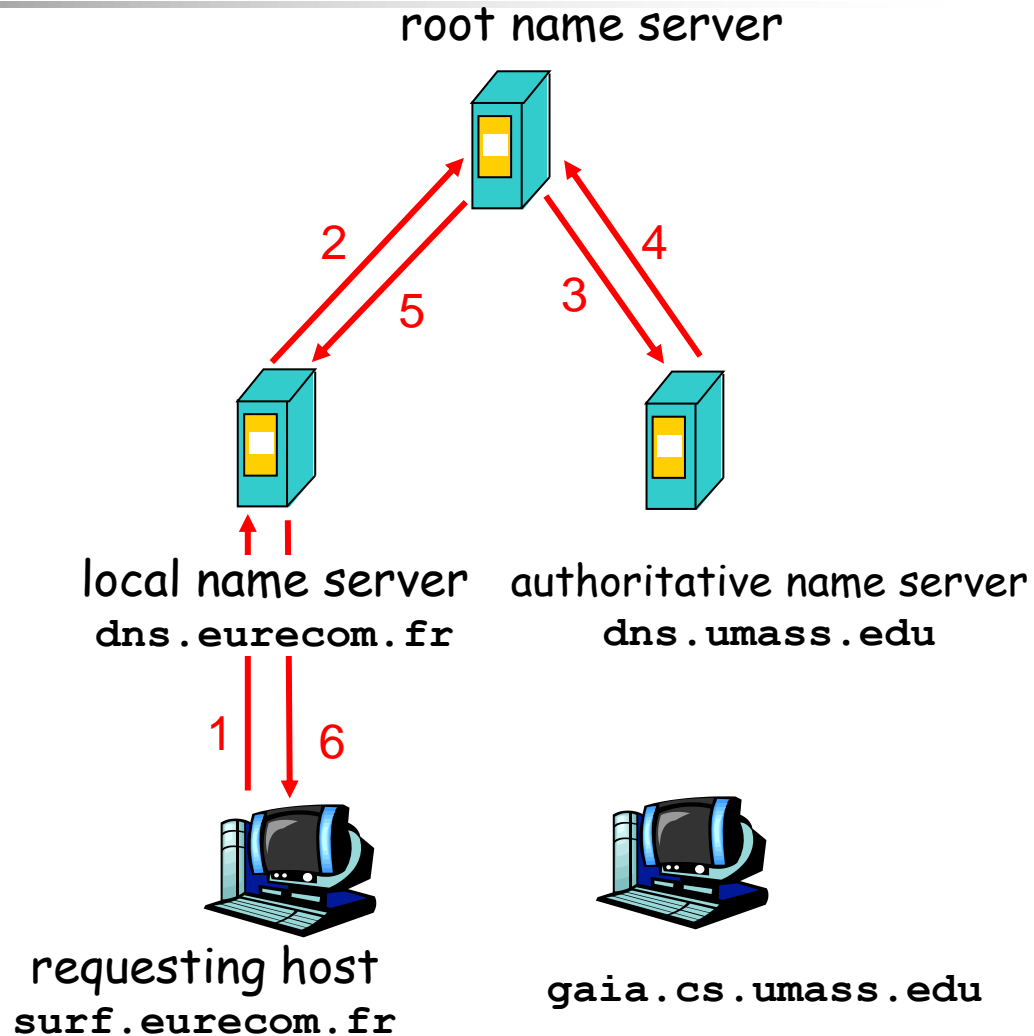 root name server
2
4
3
5
local name server
dns.eurecom.fr
authoritative name server
dns.umass.edu
1
6
requesting host
surf.eurecom.fr
gaia.cs.umass.edu